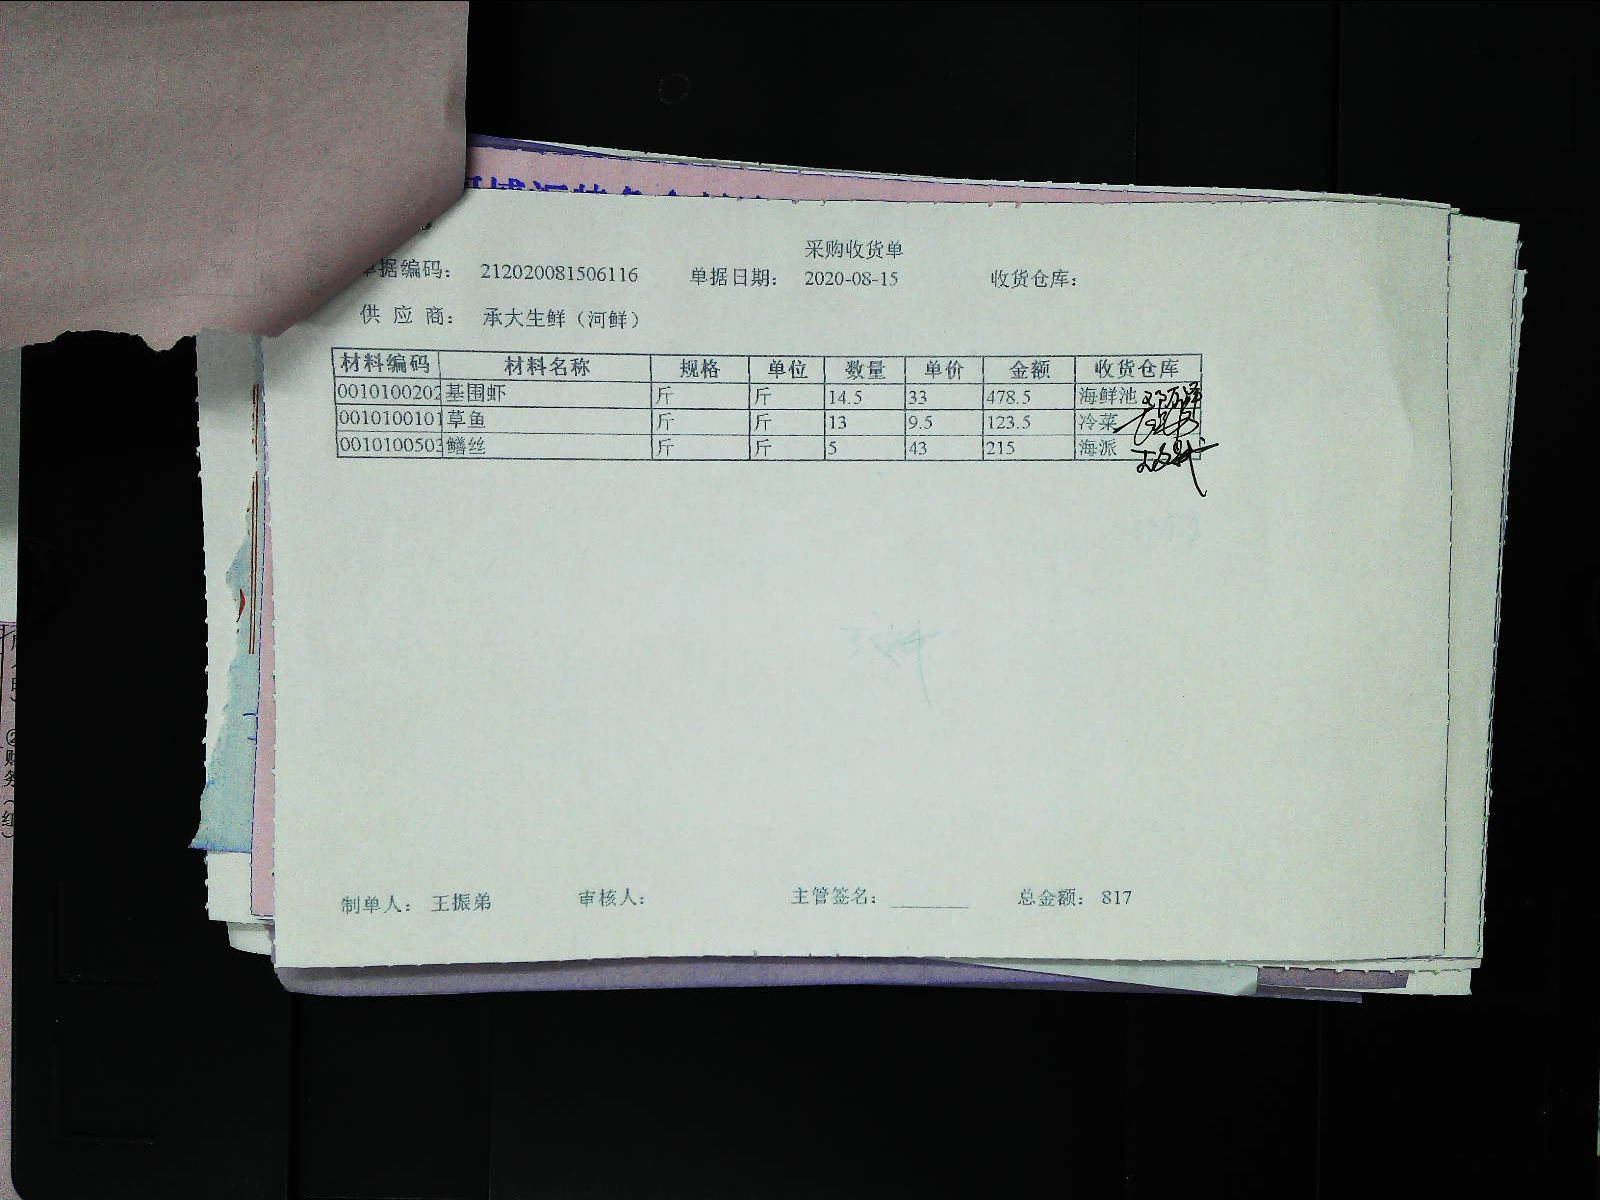 采购收货单
单据编码： 212020081506116 单据日期： 2020-08-15 收货仓库：
供 应 商： 承大生鲜（河鲜）
材料编码 材料名称 规格 单位 数量 单价 金额 收货仓库
0010100202 基围虾 斤 斤 14.5 33 478.5 海鲜池
0010100101 草鱼 斤 斤 13 9.5 123.5 冷菜
0010100503 鳝丝 斤 斤 5 43 215 海派
制单人： 王振弟 审核人： 主管签名： 总金额： 817